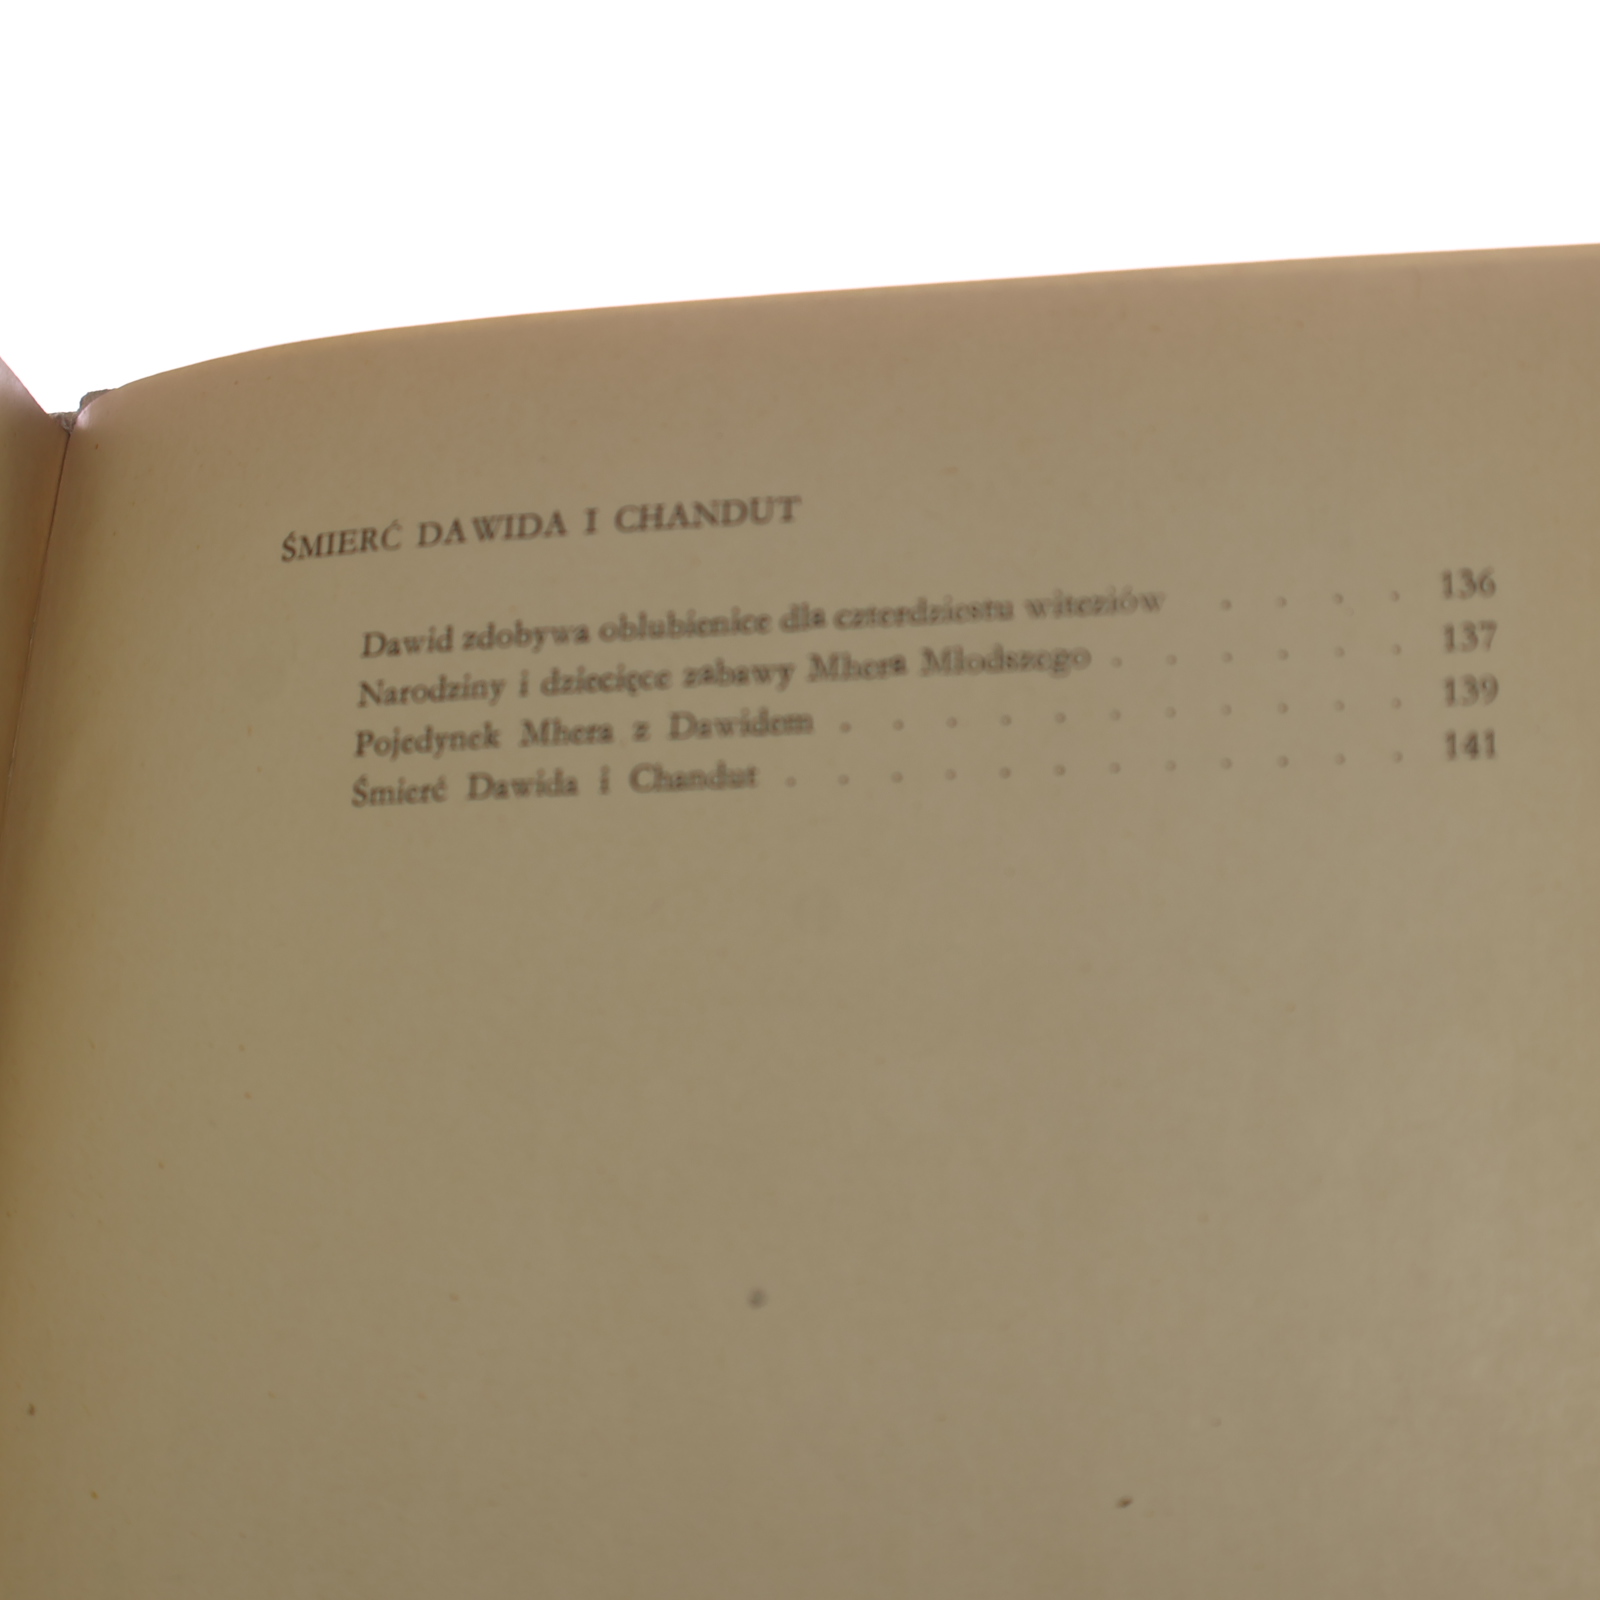 ŚMIERĆ DAWIDA I CHANDUT
Dawid zdobywa oblubienice dla czterdziestu witeziów . . . . 136
Narodziny i dziecięce zabawy Mhera Młodszego . . . . . . 137
Pojedynek Mhera z Dawidem . . . . . . . . . . . 139
Śmierć Dawida i Chandut . . . . . . . . . . . . 141